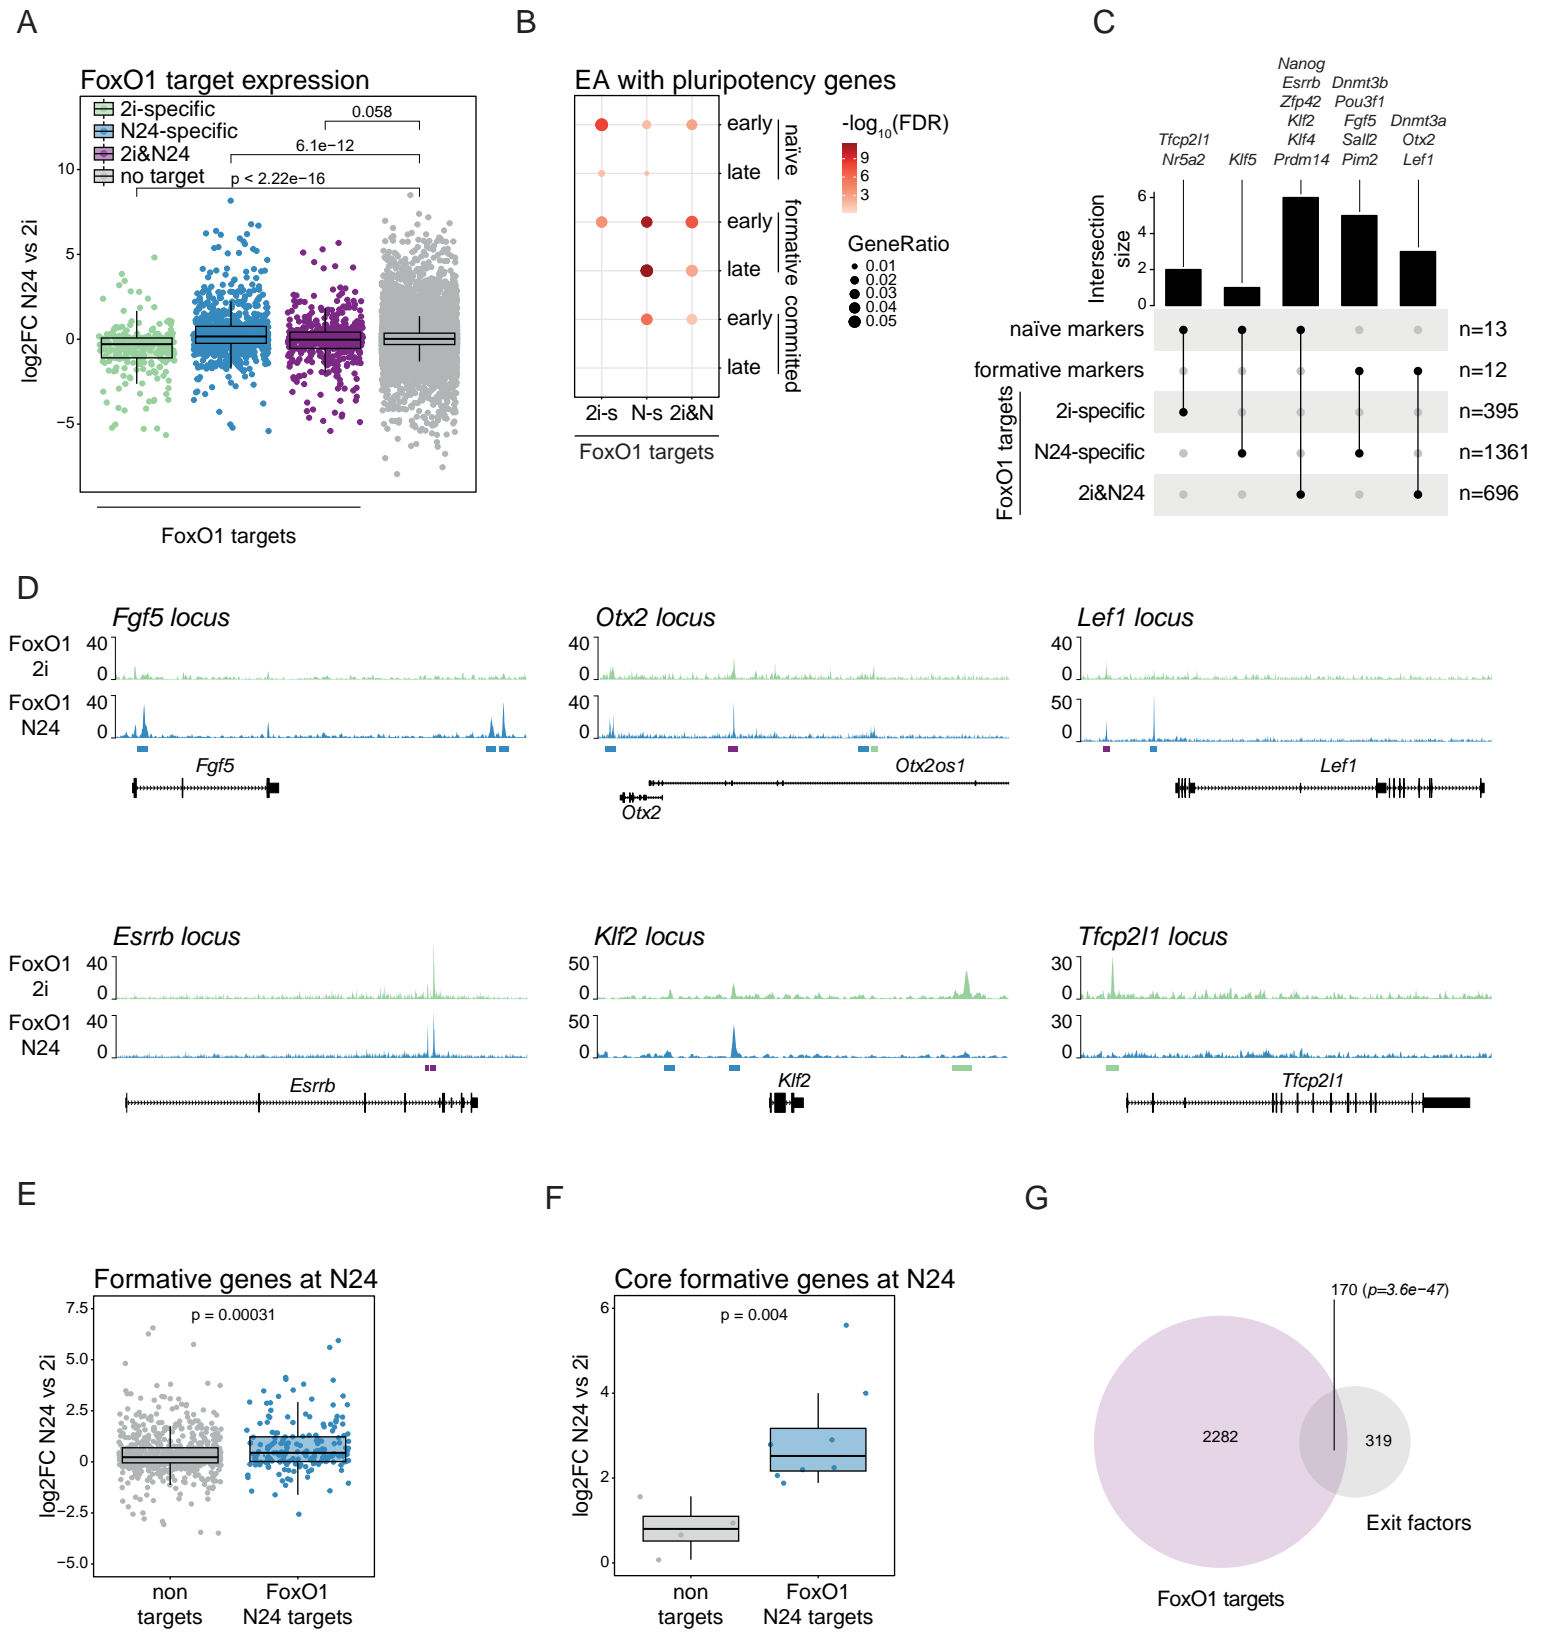 A
FoxO1 target expression
2i-specific
N24-specific
2i&N24
no target
0.058
6.1e−12
p < 2.22e−16
10
5
0
−5
log2FC N24 vs 2i
FoxO1 targets
B
EA with pluripotency genes
early
late
naïve
early
late
formative
early
late
committed
2i-s
N-s
2i&N
FoxO1 targets
-log10(FDR)
9
6
3
GeneRatio
0.01
0.02
0.03
0.04
0.05
C
Tfcp2l1
Nr5a2
Klf5
Nanog
Esrrb
Zfp42
Klf2
Klf4
Prdm14
Dnmt3b
Pou3f1
Fgf5
Sall2
Pim2
Dnmt3a
Otx2
Lef1
Intersection
size
6
4
2
0
naïve markers
n=13
formative markers
n=12
FoxO1 targets
2i-specific
n=395
N24-specific
n=1361
2i&N24
n=696
D
Fgf5 locus
Otx2 locus
Lef1 locus
FoxO1
2i
40
0
40
0
40
0
FoxO1
N24
40
0
40
0
50
0
Fgf5
Otx2os1
Otx2
Lef1
Esrrb locus
Klf2 locus
Tfcp2l1 locus
FoxO1
2i
40
0
50
0
30
0
FoxO1
N24
40
0
50
0
30
0
Esrrb
Klf2
Tfcp2l1
E
Formative genes at N24
p = 0.00031
7.5
5.0
2.5
0
−2.5
−5.0
log2FC N24 vs 2i
non
targets
FoxO1
N24 targets
F
Core formative genes at N24
p = 0.004
6
4
2
0
log2FC N24 vs 2i
non
targets
FoxO1
N24 targets
G
170 (p=3.6e−47)
2282
319
Exit factors
FoxO1 targets